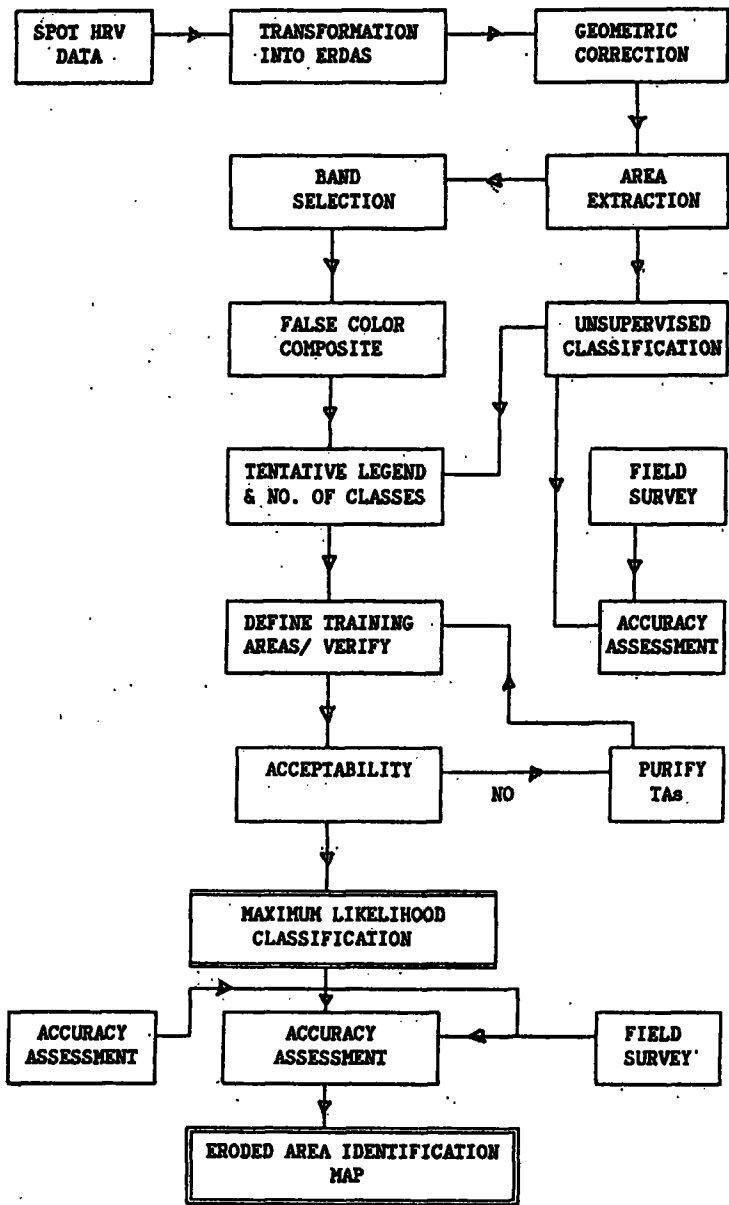 SPOT HRV
DATA
TRANSFORMATION
INTO ERDAS
GEOMETRIC
CORRECTION
BAND
SELECTION
AREA
EXTRACTION
FALSE COLOR
COMPOSITE
UNSUPERVISED
CLASSIFICATION
TENTATIVE LEGEND
& NO. OF CLASSES
FIELD
SURVEY
DEFINE TRAINING
AREAS/ VERIFY
ACCURACY
ASSESSMENT
ACCEPTABILITY
NO
PURIFY
TAs
MAXIMUM LIKELIHOOD
CLASSIFICATION
ACCURACY
ASSESSMENT
ACCURACY
ASSESSMENT
FIELD
SURVEY
ERODED AREA IDENTIFICATION
MAP